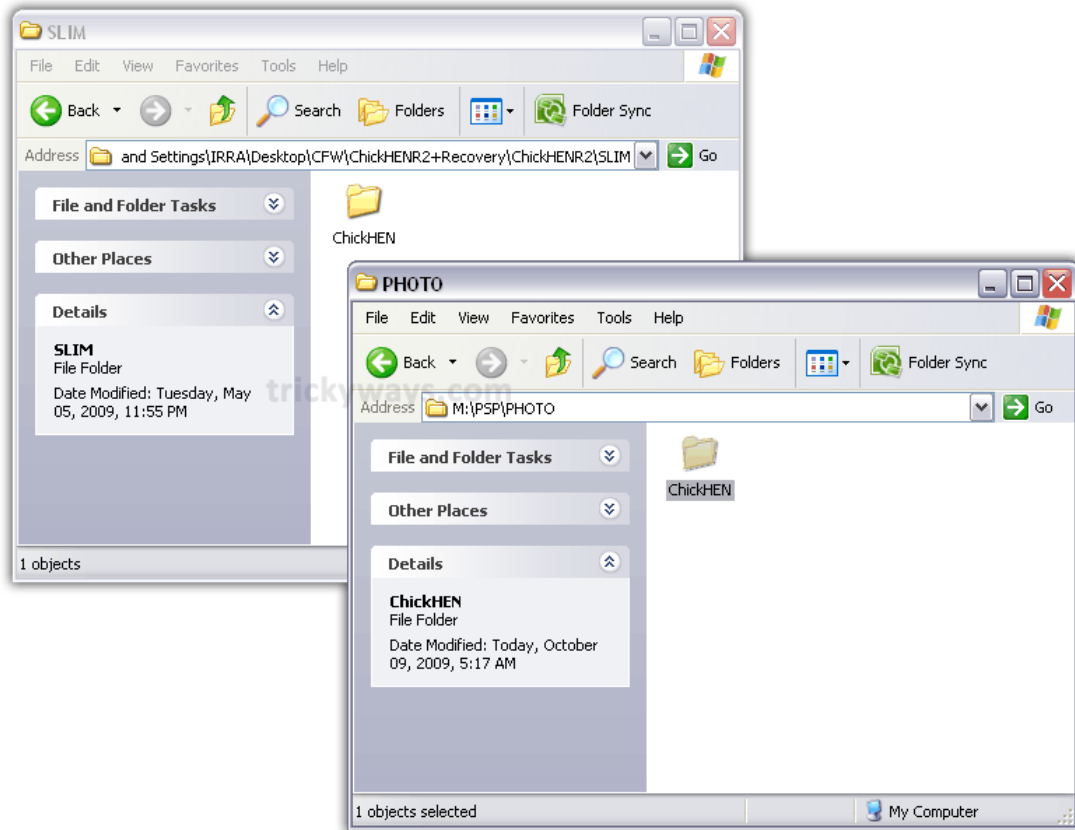 SLIM
File Edit View Favorites Tools Help
Back Search Folders Folder Sync
Address and Settings\IRRA\Desktop\CFW\ChickHENR2+Recovery\ChickHENR2\SLIM Go
File and Folder Tasks
Other Places
Details
SLIM
File Folder
Date Modified: Tuesday, May
05, 2009, 11:55 PM
ChickHEN
1 objects
trickyways.com
PHOTO
File Edit View Favorites Tools Help
Back Search Folders Folder Sync
Address M:\PSP\PHOTO Go
File and Folder Tasks
Other Places
Details
ChickHEN
File Folder
Date Modified: Today, October
09, 2009, 5:17 AM
ChickHEN
1 objects selected My Computer